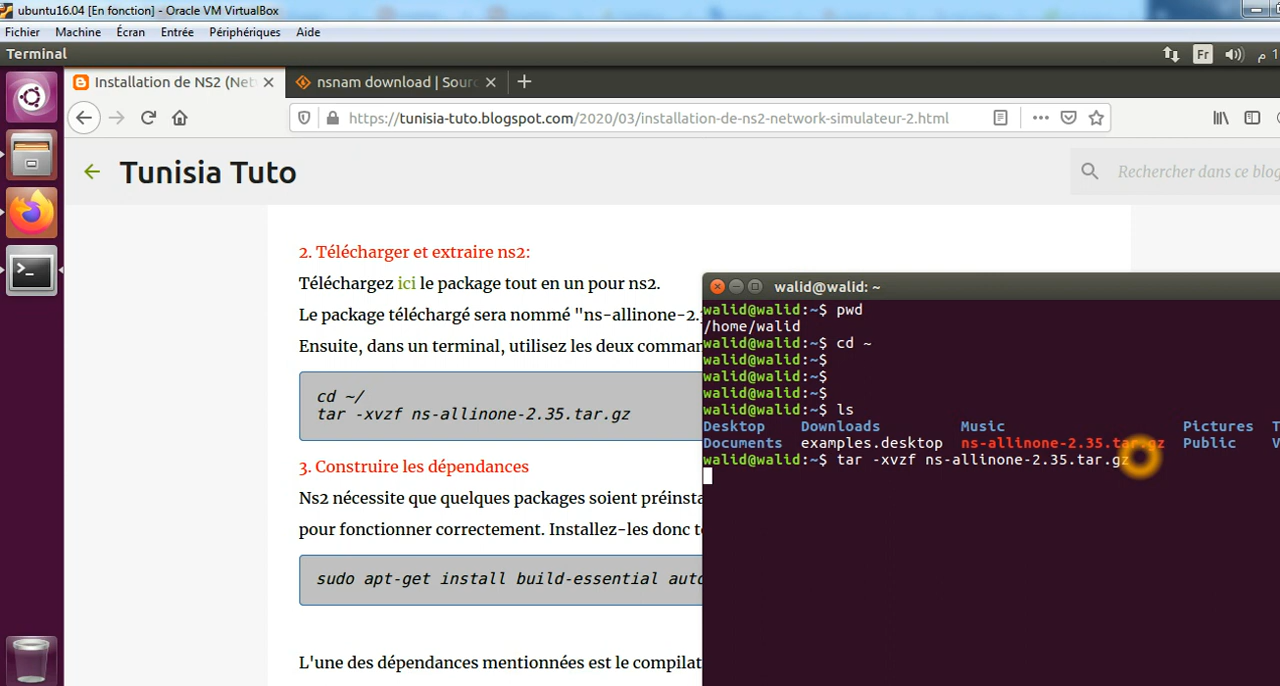 ubuntu16.04 [En fonction] - Oracle VM VirtualBox
Fichier Machine Écran Entrée Périphériques Aide
Terminal
Fr
م 1
Installation de NS2 (Net
nsnam download | Sour
https://tunisia-tuto.blogspot.com/2020/03/installation-de-ns2-network-simulateur-2.html
Tunisia Tuto
Rechercher dans ce blog
2. Télécharger et extraire ns2:
Téléchargez ici le package tout en un pour ns2.
Le package téléchargé sera nommé "ns-allinone-2.
Ensuite, dans un terminal, utilisez les deux comman
cd ~/
tar -xvzf ns-allinone-2.35.tar.gz
3. Construire les dépendances
Ns2 nécessite que quelques packages soient préinsta
pour fonctionner correctement. Installez-les donc t
sudo apt-get install build-essential auto
L'une des dépendances mentionnées est le compilat
walid@walid: ~
walid@walid:~$ pwd
/home/walid
walid@walid:~$ cd ~
walid@walid:~$
walid@walid:~$
walid@walid:~$
walid@walid:~$ ls
Desktop Downloads Music Pictures T
Documents examples.desktop ns-allinone-2.35.tar.gz Public V
walid@walid:~$ tar -xvzf ns-allinone-2.35.tar.gz